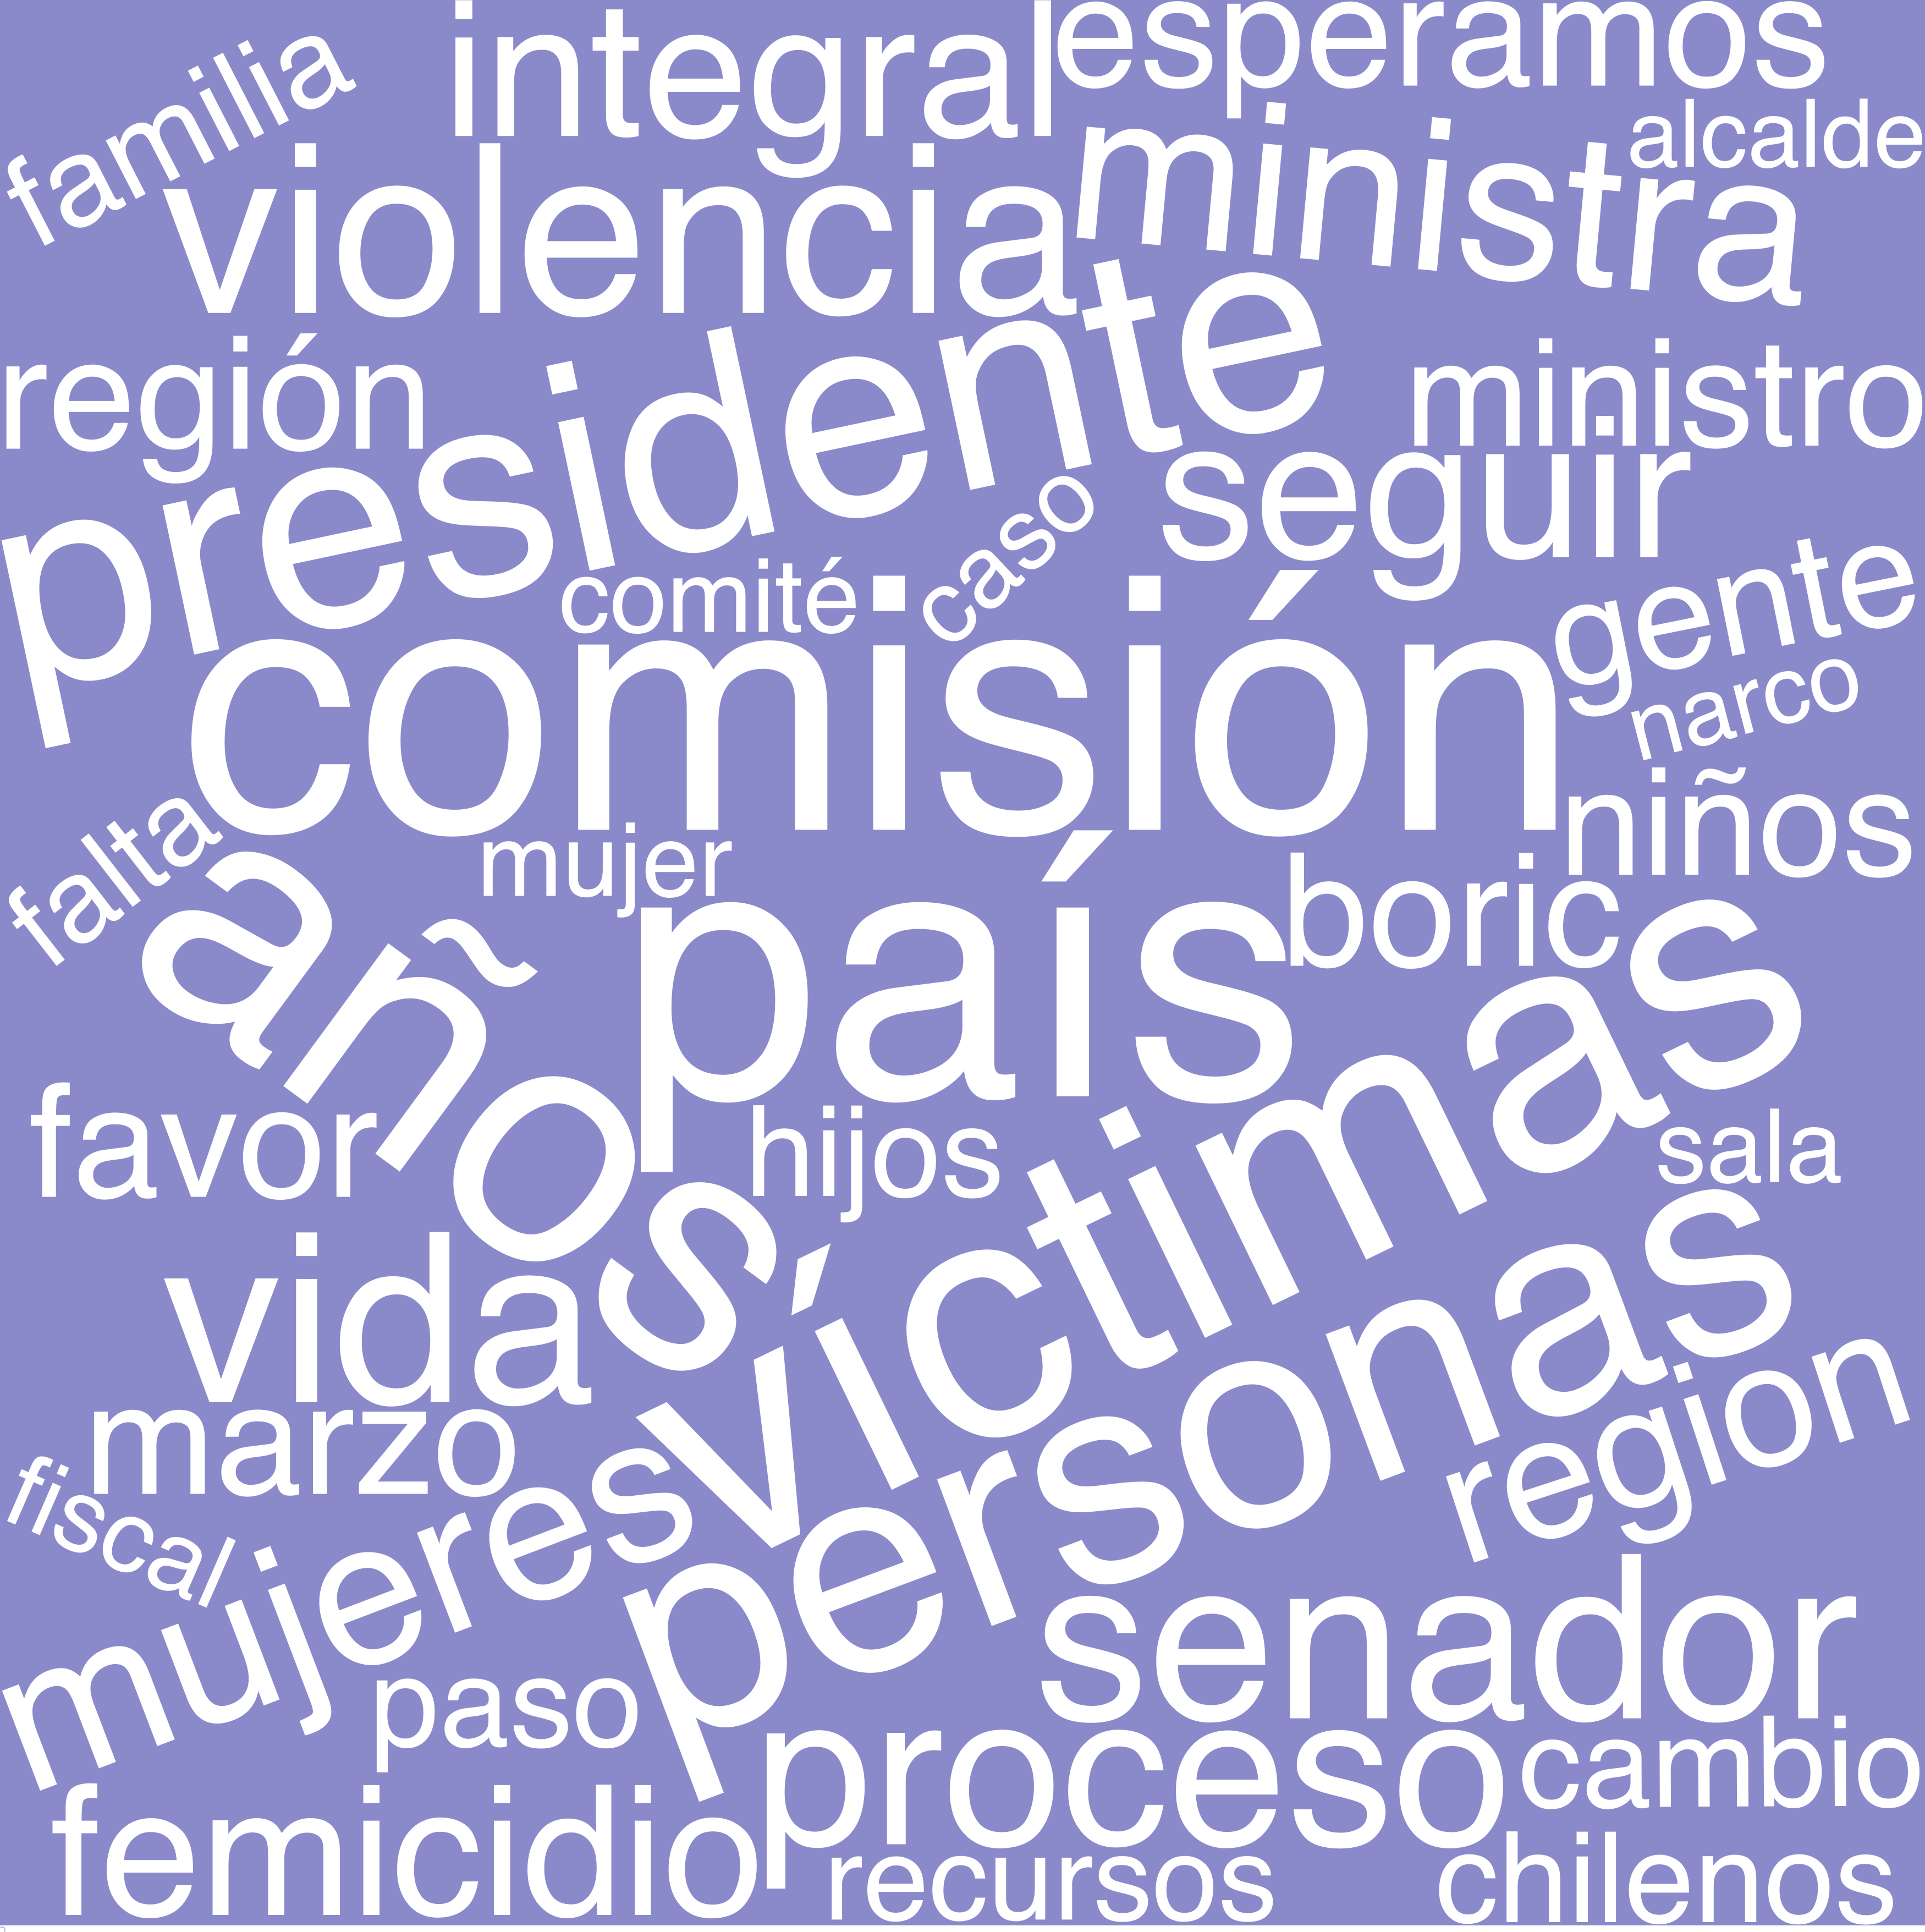 integral
esperamos
familia
alcalde
violencia
ministra
región
presidente
ministro
seguir
caso
comité
gente
comisión
narco
niños
falta
mujer
años
país
boric
víctimas
favor
hijos
sala
vida
personas
region
marzo
fiscal
mujeres
senador
paso
proceso
cambio
femicidio
recursos
chilenos